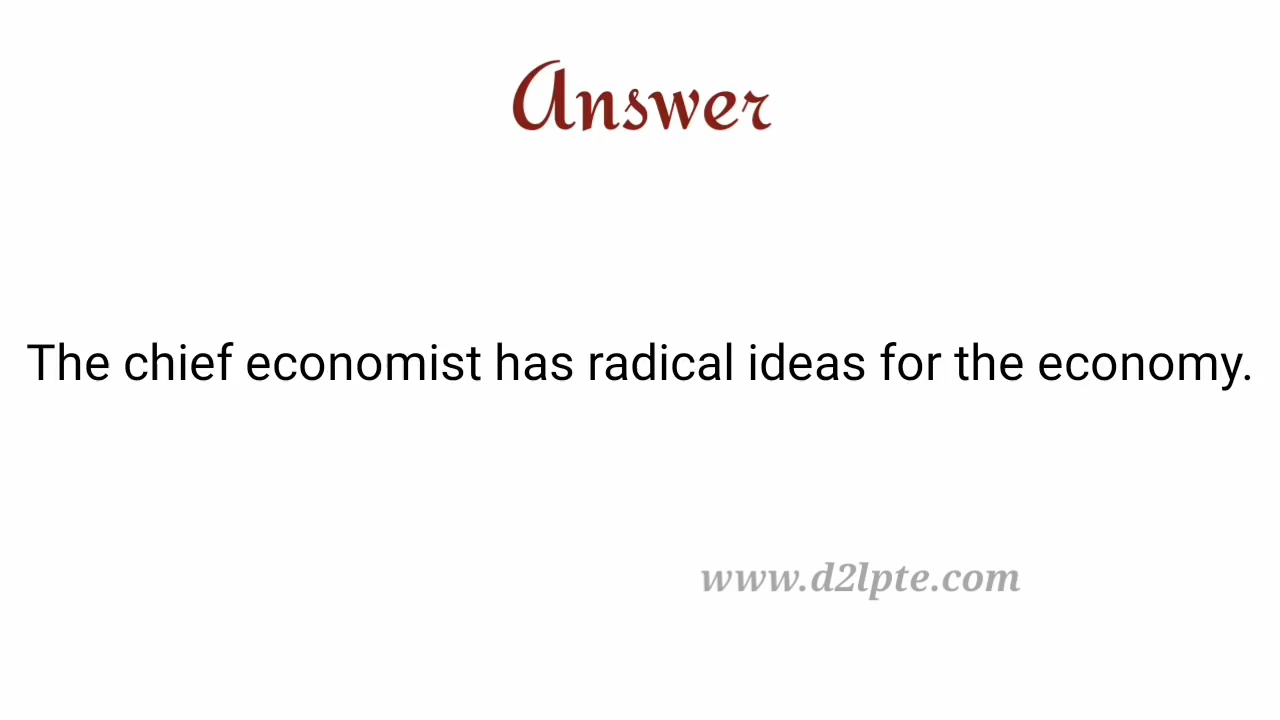 Answer
The chief economist has radical ideas for the economy.
www.d2lpte.com